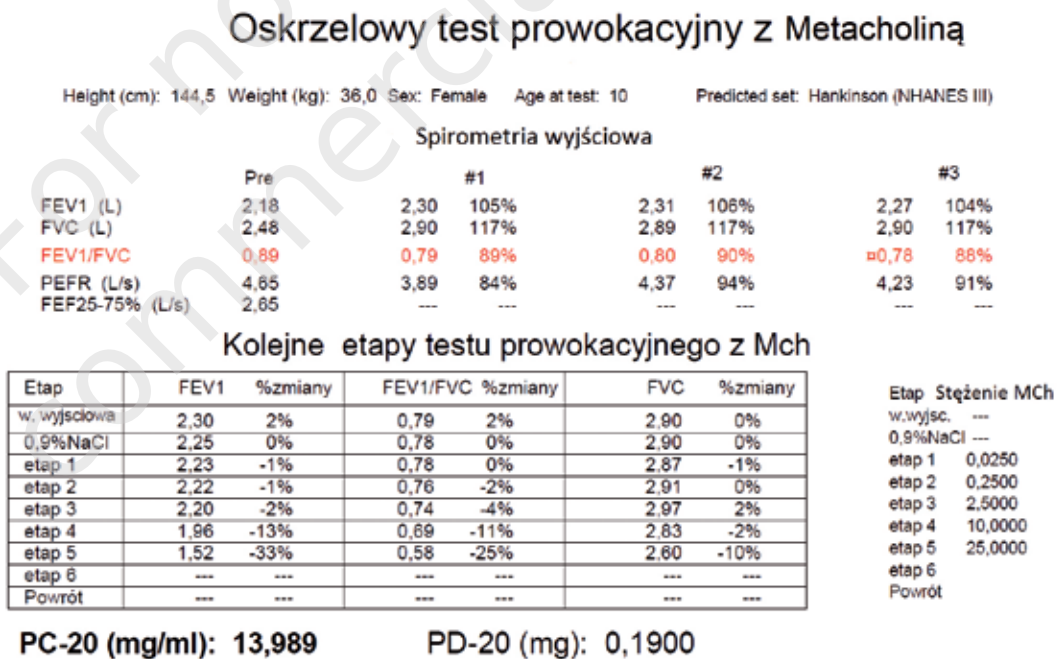 Oskrzelowy test prowokacyjny z Metacholiną
Height (cm): 144,5 Weight (kg): 36,0 Sex: Female Age at test: 10 Predicted set: Hankinson (NHANES III)
Spirometria wyjściowa
Pre #1 #2 #3
FEV1 (L) 2,18 2,30 105% 2,31 106% 2,27 104%
FVC (L) 2,48 2,90 117% 2,89 117% 2,90 117%
FEV1/FVC 0,89 0,79 89% 0,80 90% ¤0,78 88%
PEFR (L/s) 4,65 3,89 84% 4,37 94% 4,23 91%
FEF25-75% (L/s) 2,65 --- --- --- --- --- ---
Kolejne etapy testu prowokacyjnego z Mch
Etap FEV1 %zmiany FEV1/FVC %zmiany FVC %zmiany
w. wyjsciowa 2,30 2% 0,79 2% 2,90 0%
0,9%NaCl 2,25 0% 0,78 0% 2,90 0%
etap 1 2,23 -1% 0,78 0% 2,87 -1%
etap 2 2,22 -1% 0,76 -2% 2,91 0%
etap 3 2,20 -2% 0,74 -4% 2,97 2%
etap 4 1,96 -13% 0,69 -11% 2,83 -2%
etap 5 1,52 -33% 0,58 -25% 2,60 -10%
etap 6 --- --- --- --- --- ---
Powrót --- --- --- --- --- ---
Etap Stężenie MCh
w.wyjsc. ---
0,9%NaCl ---
etap 1 0,0250
etap 2 0,2500
etap 3 2,5000
etap 4 10,0000
etap 5 25,0000
etap 6
Powrót
PC-20 (mg/ml): 13,989 PD-20 (mg): 0,1900
For no
commerci